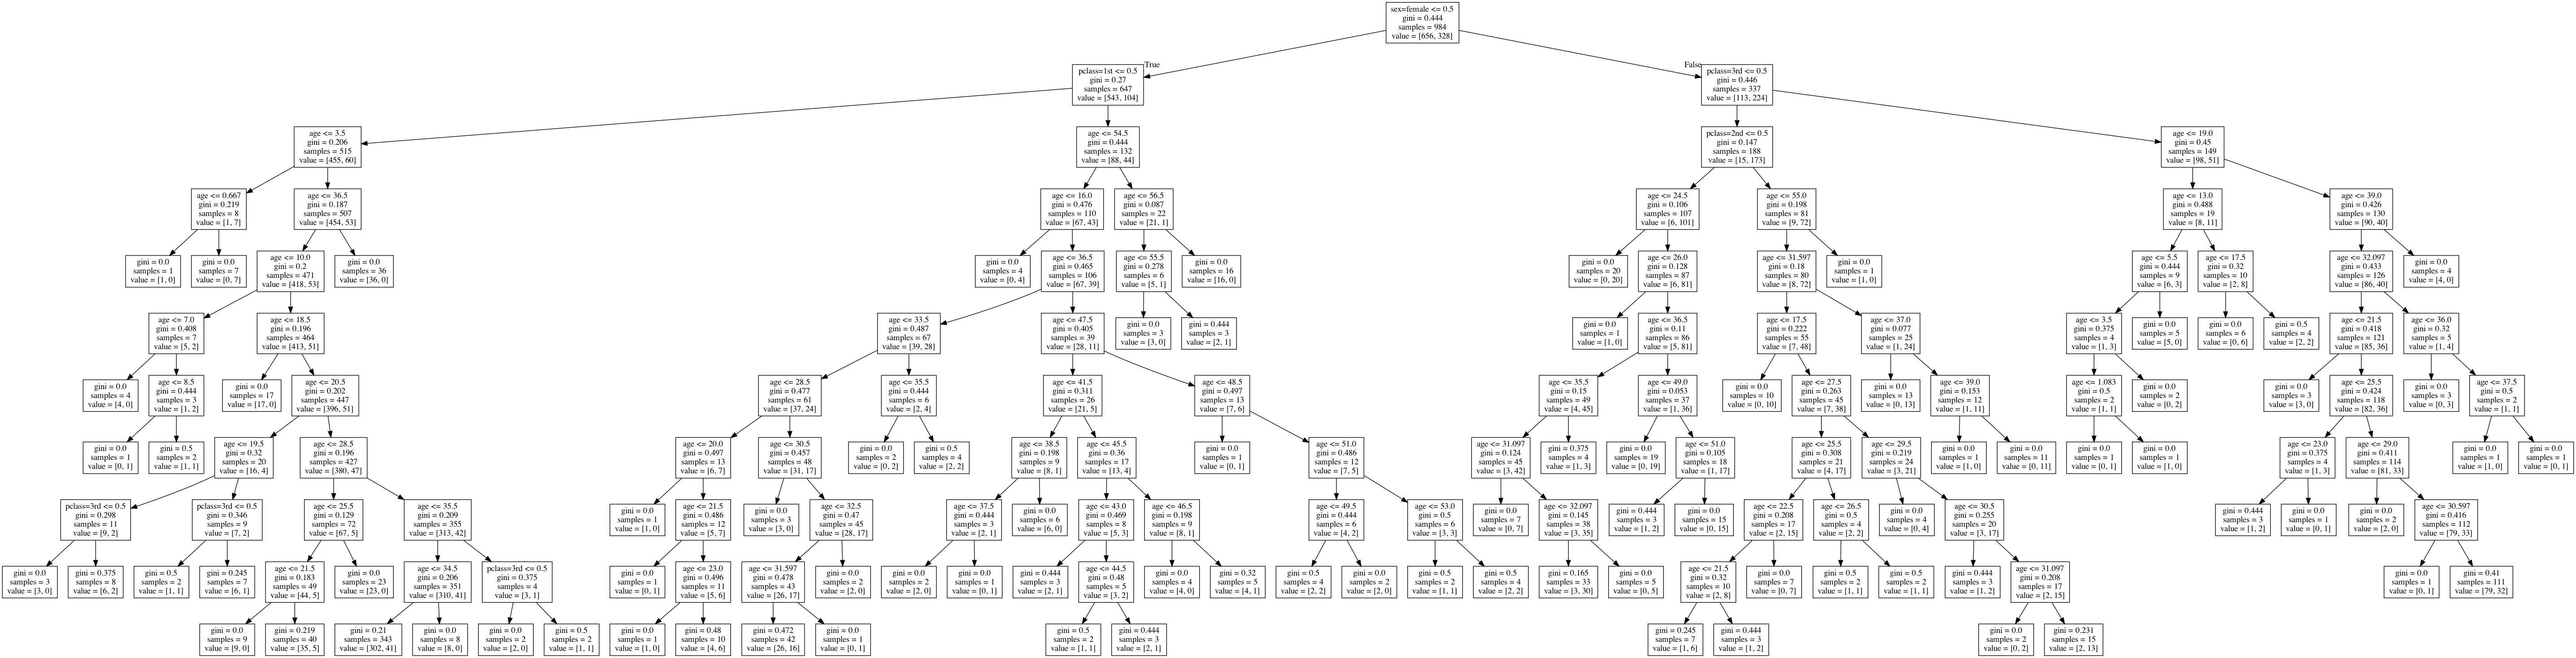 sex=female <= 0.5
gini = 0.444
samples = 984
value = [656, 328]
True
False
pclass=1st <= 0.5
gini = 0.27
samples = 647
value = [543, 104]
pclass=3rd <= 0.5
gini = 0.446
samples = 337
value = [113, 224]
age <= 3.5
gini = 0.206
samples = 515
value = [455, 60]
age <= 54.5
gini = 0.444
samples = 132
value = [88, 44]
pclass=2nd <= 0.5
gini = 0.147
samples = 188
value = [15, 173]
age <= 19.0
gini = 0.45
samples = 149
value = [98, 51]
age <= 0.667
gini = 0.219
samples = 8
value = [1, 7]
age <= 36.5
gini = 0.187
samples = 507
value = [454, 53]
age <= 16.0
gini = 0.476
samples = 110
value = [67, 43]
age <= 56.5
gini = 0.087
samples = 22
value = [21, 1]
age <= 24.5
gini = 0.106
samples = 107
value = [6, 101]
age <= 55.0
gini = 0.198
samples = 81
value = [9, 72]
age <= 13.0
gini = 0.488
samples = 19
value = [8, 11]
age <= 39.0
gini = 0.426
samples = 130
value = [90, 40]
gini = 0.0
samples = 1
value = [1, 0]
gini = 0.0
samples = 7
value = [0, 7]
age <= 10.0
gini = 0.2
samples = 471
value = [418, 53]
gini = 0.0
samples = 36
value = [36, 0]
gini = 0.0
samples = 4
value = [0, 4]
age <= 36.5
gini = 0.465
samples = 106
value = [67, 39]
age <= 55.5
gini = 0.278
samples = 6
value = [5, 1]
gini = 0.0
samples = 16
value = [16, 0]
gini = 0.0
samples = 20
value = [0, 20]
age <= 26.0
gini = 0.128
samples = 87
value = [6, 81]
age <= 31.597
gini = 0.18
samples = 80
value = [8, 72]
gini = 0.0
samples = 1
value = [1, 0]
age <= 5.5
gini = 0.444
samples = 9
value = [6, 3]
age <= 17.5
gini = 0.32
samples = 10
value = [2, 8]
age <= 32.097
gini = 0.433
samples = 126
value = [86, 40]
gini = 0.0
samples = 4
value = [4, 0]
age <= 7.0
gini = 0.408
samples = 7
value = [5, 2]
age <= 18.5
gini = 0.196
samples = 464
value = [413, 51]
age <= 33.5
gini = 0.487
samples = 67
value = [39, 28]
age <= 47.5
gini = 0.405
samples = 39
value = [28, 11]
gini = 0.0
samples = 3
value = [3, 0]
gini = 0.444
samples = 3
value = [2, 1]
gini = 0.0
samples = 1
value = [1, 0]
age <= 36.5
gini = 0.11
samples = 86
value = [5, 81]
age <= 17.5
gini = 0.222
samples = 55
value = [7, 48]
age <= 37.0
gini = 0.077
samples = 25
value = [1, 24]
age <= 3.5
gini = 0.375
samples = 4
value = [1, 3]
gini = 0.0
samples = 5
value = [5, 0]
gini = 0.0
samples = 6
value = [0, 6]
gini = 0.5
samples = 4
value = [2, 2]
age <= 21.5
gini = 0.418
samples = 121
value = [85, 36]
age <= 36.0
gini = 0.32
samples = 5
value = [1, 4]
gini = 0.0
samples = 4
value = [4, 0]
age <= 8.5
gini = 0.444
samples = 3
value = [1, 2]
gini = 0.0
samples = 17
value = [17, 0]
age <= 20.5
gini = 0.202
samples = 447
value = [396, 51]
age <= 28.5
gini = 0.477
samples = 61
value = [37, 24]
age <= 35.5
gini = 0.444
samples = 6
value = [2, 4]
age <= 41.5
gini = 0.311
samples = 26
value = [21, 5]
age <= 48.5
gini = 0.497
samples = 13
value = [7, 6]
age <= 35.5
gini = 0.15
samples = 49
value = [4, 45]
age <= 49.0
gini = 0.053
samples = 37
value = [1, 36]
gini = 0.0
samples = 10
value = [0, 10]
age <= 27.5
gini = 0.263
samples = 45
value = [7, 38]
gini = 0.0
samples = 13
value = [0, 13]
age <= 39.0
gini = 0.153
samples = 12
value = [1, 11]
age <= 1.083
gini = 0.5
samples = 2
value = [1, 1]
gini = 0.0
samples = 2
value = [0, 2]
gini = 0.0
samples = 3
value = [3, 0]
age <= 25.5
gini = 0.424
samples = 118
value = [82, 36]
gini = 0.0
samples = 3
value = [0, 3]
age <= 37.5
gini = 0.5
samples = 2
value = [1, 1]
gini = 0.0
samples = 1
value = [0, 1]
gini = 0.5
samples = 2
value = [1, 1]
age <= 19.5
gini = 0.32
samples = 20
value = [16, 4]
age <= 28.5
gini = 0.196
samples = 427
value = [380, 47]
age <= 20.0
gini = 0.497
samples = 13
value = [6, 7]
age <= 30.5
gini = 0.457
samples = 48
value = [31, 17]
gini = 0.0
samples = 2
value = [0, 2]
gini = 0.5
samples = 4
value = [2, 2]
age <= 38.5
gini = 0.198
samples = 9
value = [8, 1]
age <= 45.5
gini = 0.36
samples = 17
value = [13, 4]
gini = 0.0
samples = 1
value = [0, 1]
age <= 51.0
gini = 0.486
samples = 12
value = [7, 5]
age <= 31.097
gini = 0.124
samples = 45
value = [3, 42]
gini = 0.375
samples = 4
value = [1, 3]
gini = 0.0
samples = 19
value = [0, 19]
age <= 51.0
gini = 0.105
samples = 18
value = [1, 17]
age <= 25.5
gini = 0.308
samples = 21
value = [4, 17]
age <= 29.5
gini = 0.219
samples = 24
value = [3, 21]
gini = 0.0
samples = 1
value = [1, 0]
gini = 0.0
samples = 11
value = [0, 11]
gini = 0.0
samples = 1
value = [0, 1]
gini = 0.0
samples = 1
value = [1, 0]
age <= 23.0
gini = 0.375
samples = 4
value = [1, 3]
age <= 29.0
gini = 0.411
samples = 114
value = [81, 33]
gini = 0.0
samples = 1
value = [1, 0]
gini = 0.0
samples = 1
value = [0, 1]
pclass=3rd <= 0.5
gini = 0.298
samples = 11
value = [9, 2]
pclass=3rd <= 0.5
gini = 0.346
samples = 9
value = [7, 2]
age <= 25.5
gini = 0.129
samples = 72
value = [67, 5]
age <= 35.5
gini = 0.209
samples = 355
value = [313, 42]
gini = 0.0
samples = 1
value = [1, 0]
age <= 21.5
gini = 0.486
samples = 12
value = [5, 7]
gini = 0.0
samples = 3
value = [3, 0]
age <= 32.5
gini = 0.47
samples = 45
value = [28, 17]
age <= 37.5
gini = 0.444
samples = 3
value = [2, 1]
gini = 0.0
samples = 6
value = [6, 0]
age <= 43.0
gini = 0.469
samples = 8
value = [5, 3]
age <= 46.5
gini = 0.198
samples = 9
value = [8, 1]
age <= 49.5
gini = 0.444
samples = 6
value = [4, 2]
age <= 53.0
gini = 0.5
samples = 6
value = [3, 3]
gini = 0.0
samples = 7
value = [0, 7]
age <= 32.097
gini = 0.145
samples = 38
value = [3, 35]
gini = 0.444
samples = 3
value = [1, 2]
gini = 0.0
samples = 15
value = [0, 15]
age <= 22.5
gini = 0.208
samples = 17
value = [2, 15]
age <= 26.5
gini = 0.5
samples = 4
value = [2, 2]
gini = 0.0
samples = 4
value = [0, 4]
age <= 30.5
gini = 0.255
samples = 20
value = [3, 17]
gini = 0.444
samples = 3
value = [1, 2]
gini = 0.0
samples = 1
value = [0, 1]
gini = 0.0
samples = 2
value = [2, 0]
age <= 30.597
gini = 0.416
samples = 112
value = [79, 33]
gini = 0.0
samples = 3
value = [3, 0]
gini = 0.375
samples = 8
value = [6, 2]
gini = 0.5
samples = 2
value = [1, 1]
gini = 0.245
samples = 7
value = [6, 1]
age <= 21.5
gini = 0.183
samples = 49
value = [44, 5]
gini = 0.0
samples = 23
value = [23, 0]
age <= 34.5
gini = 0.206
samples = 351
value = [310, 41]
pclass=3rd <= 0.5
gini = 0.375
samples = 4
value = [3, 1]
gini = 0.0
samples = 1
value = [0, 1]
age <= 23.0
gini = 0.496
samples = 11
value = [5, 6]
age <= 31.597
gini = 0.478
samples = 43
value = [26, 17]
gini = 0.0
samples = 2
value = [2, 0]
gini = 0.0
samples = 2
value = [2, 0]
gini = 0.0
samples = 1
value = [0, 1]
gini = 0.444
samples = 3
value = [2, 1]
age <= 44.5
gini = 0.48
samples = 5
value = [3, 2]
gini = 0.0
samples = 4
value = [4, 0]
gini = 0.32
samples = 5
value = [4, 1]
gini = 0.5
samples = 4
value = [2, 2]
gini = 0.0
samples = 2
value = [2, 0]
gini = 0.5
samples = 2
value = [1, 1]
gini = 0.5
samples = 4
value = [2, 2]
gini = 0.165
samples = 33
value = [3, 30]
gini = 0.0
samples = 5
value = [0, 5]
age <= 21.5
gini = 0.32
samples = 10
value = [2, 8]
gini = 0.0
samples = 7
value = [0, 7]
gini = 0.5
samples = 2
value = [1, 1]
gini = 0.5
samples = 2
value = [1, 1]
gini = 0.444
samples = 3
value = [1, 2]
age <= 31.097
gini = 0.208
samples = 17
value = [2, 15]
gini = 0.0
samples = 1
value = [0, 1]
gini = 0.41
samples = 111
value = [79, 32]
gini = 0.0
samples = 9
value = [9, 0]
gini = 0.219
samples = 40
value = [35, 5]
gini = 0.21
samples = 343
value = [302, 41]
gini = 0.0
samples = 8
value = [8, 0]
gini = 0.0
samples = 2
value = [2, 0]
gini = 0.5
samples = 2
value = [1, 1]
gini = 0.0
samples = 1
value = [1, 0]
gini = 0.48
samples = 10
value = [4, 6]
gini = 0.472
samples = 42
value = [26, 16]
gini = 0.0
samples = 1
value = [0, 1]
gini = 0.5
samples = 2
value = [1, 1]
gini = 0.444
samples = 3
value = [2, 1]
gini = 0.245
samples = 7
value = [1, 6]
gini = 0.444
samples = 3
value = [1, 2]
gini = 0.0
samples = 2
value = [0, 2]
gini = 0.231
samples = 15
value = [2, 13]